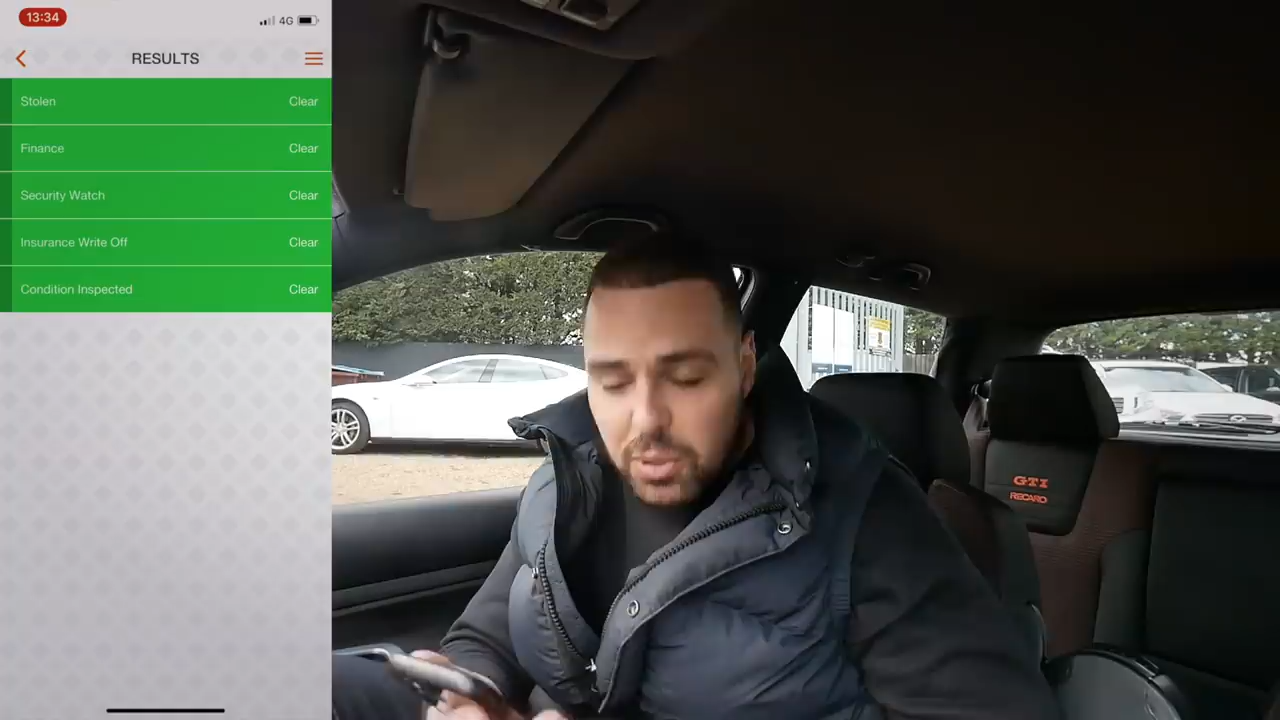 13:34
4G
RESULTS
Stolen Clear
Finance Clear
Security Watch Clear
Insurance Write Off Clear
Condition Inspected Clear
GTI
RECARO